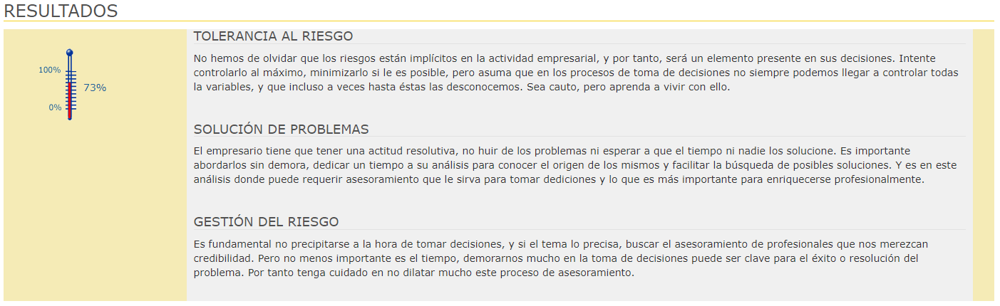 RESULTADOS
100%
73%
0%
TOLERANCIA AL RIESGO
No hemos de olvidar que los riesgos están implícitos en la actividad empresarial, y por tanto, será un elemento presente en sus decisiones. Intente
controlarlo al máximo, minimizarlo si le es posible, pero asuma que en los procesos de toma de decisiones no siempre podemos llegar a controlar todas
la variables, y que incluso a veces hasta éstas las desconocemos. Sea cauto, pero aprenda a vivir con ello.
SOLUCIÓN DE PROBLEMAS
El empresario tiene que tener una actitud resolutiva, no huir de los problemas ni esperar a que el tiempo ni nadie los solucione. Es importante
abordarlos sin demora, dedicar un tiempo a su análisis para conocer el origen de los mismos y facilitar la búsqueda de posibles soluciones. Y es en este
análisis donde puede requerir asesoramiento que le sirva para tomar dediciones y lo que es más importante para enriquecerse profesionalmente.
GESTIÓN DEL RIESGO
Es fundamental no precipitarse a la hora de tomar decisiones, y si el tema lo precisa, buscar el asesoramiento de profesionales que nos merezcan
credibilidad. Pero no menos importante es el tiempo, demorarnos mucho en la toma de decisiones puede ser clave para el éxito o resolución del
problema. Por tanto tenga cuidado en no dilatar mucho este proceso de asesoramiento.